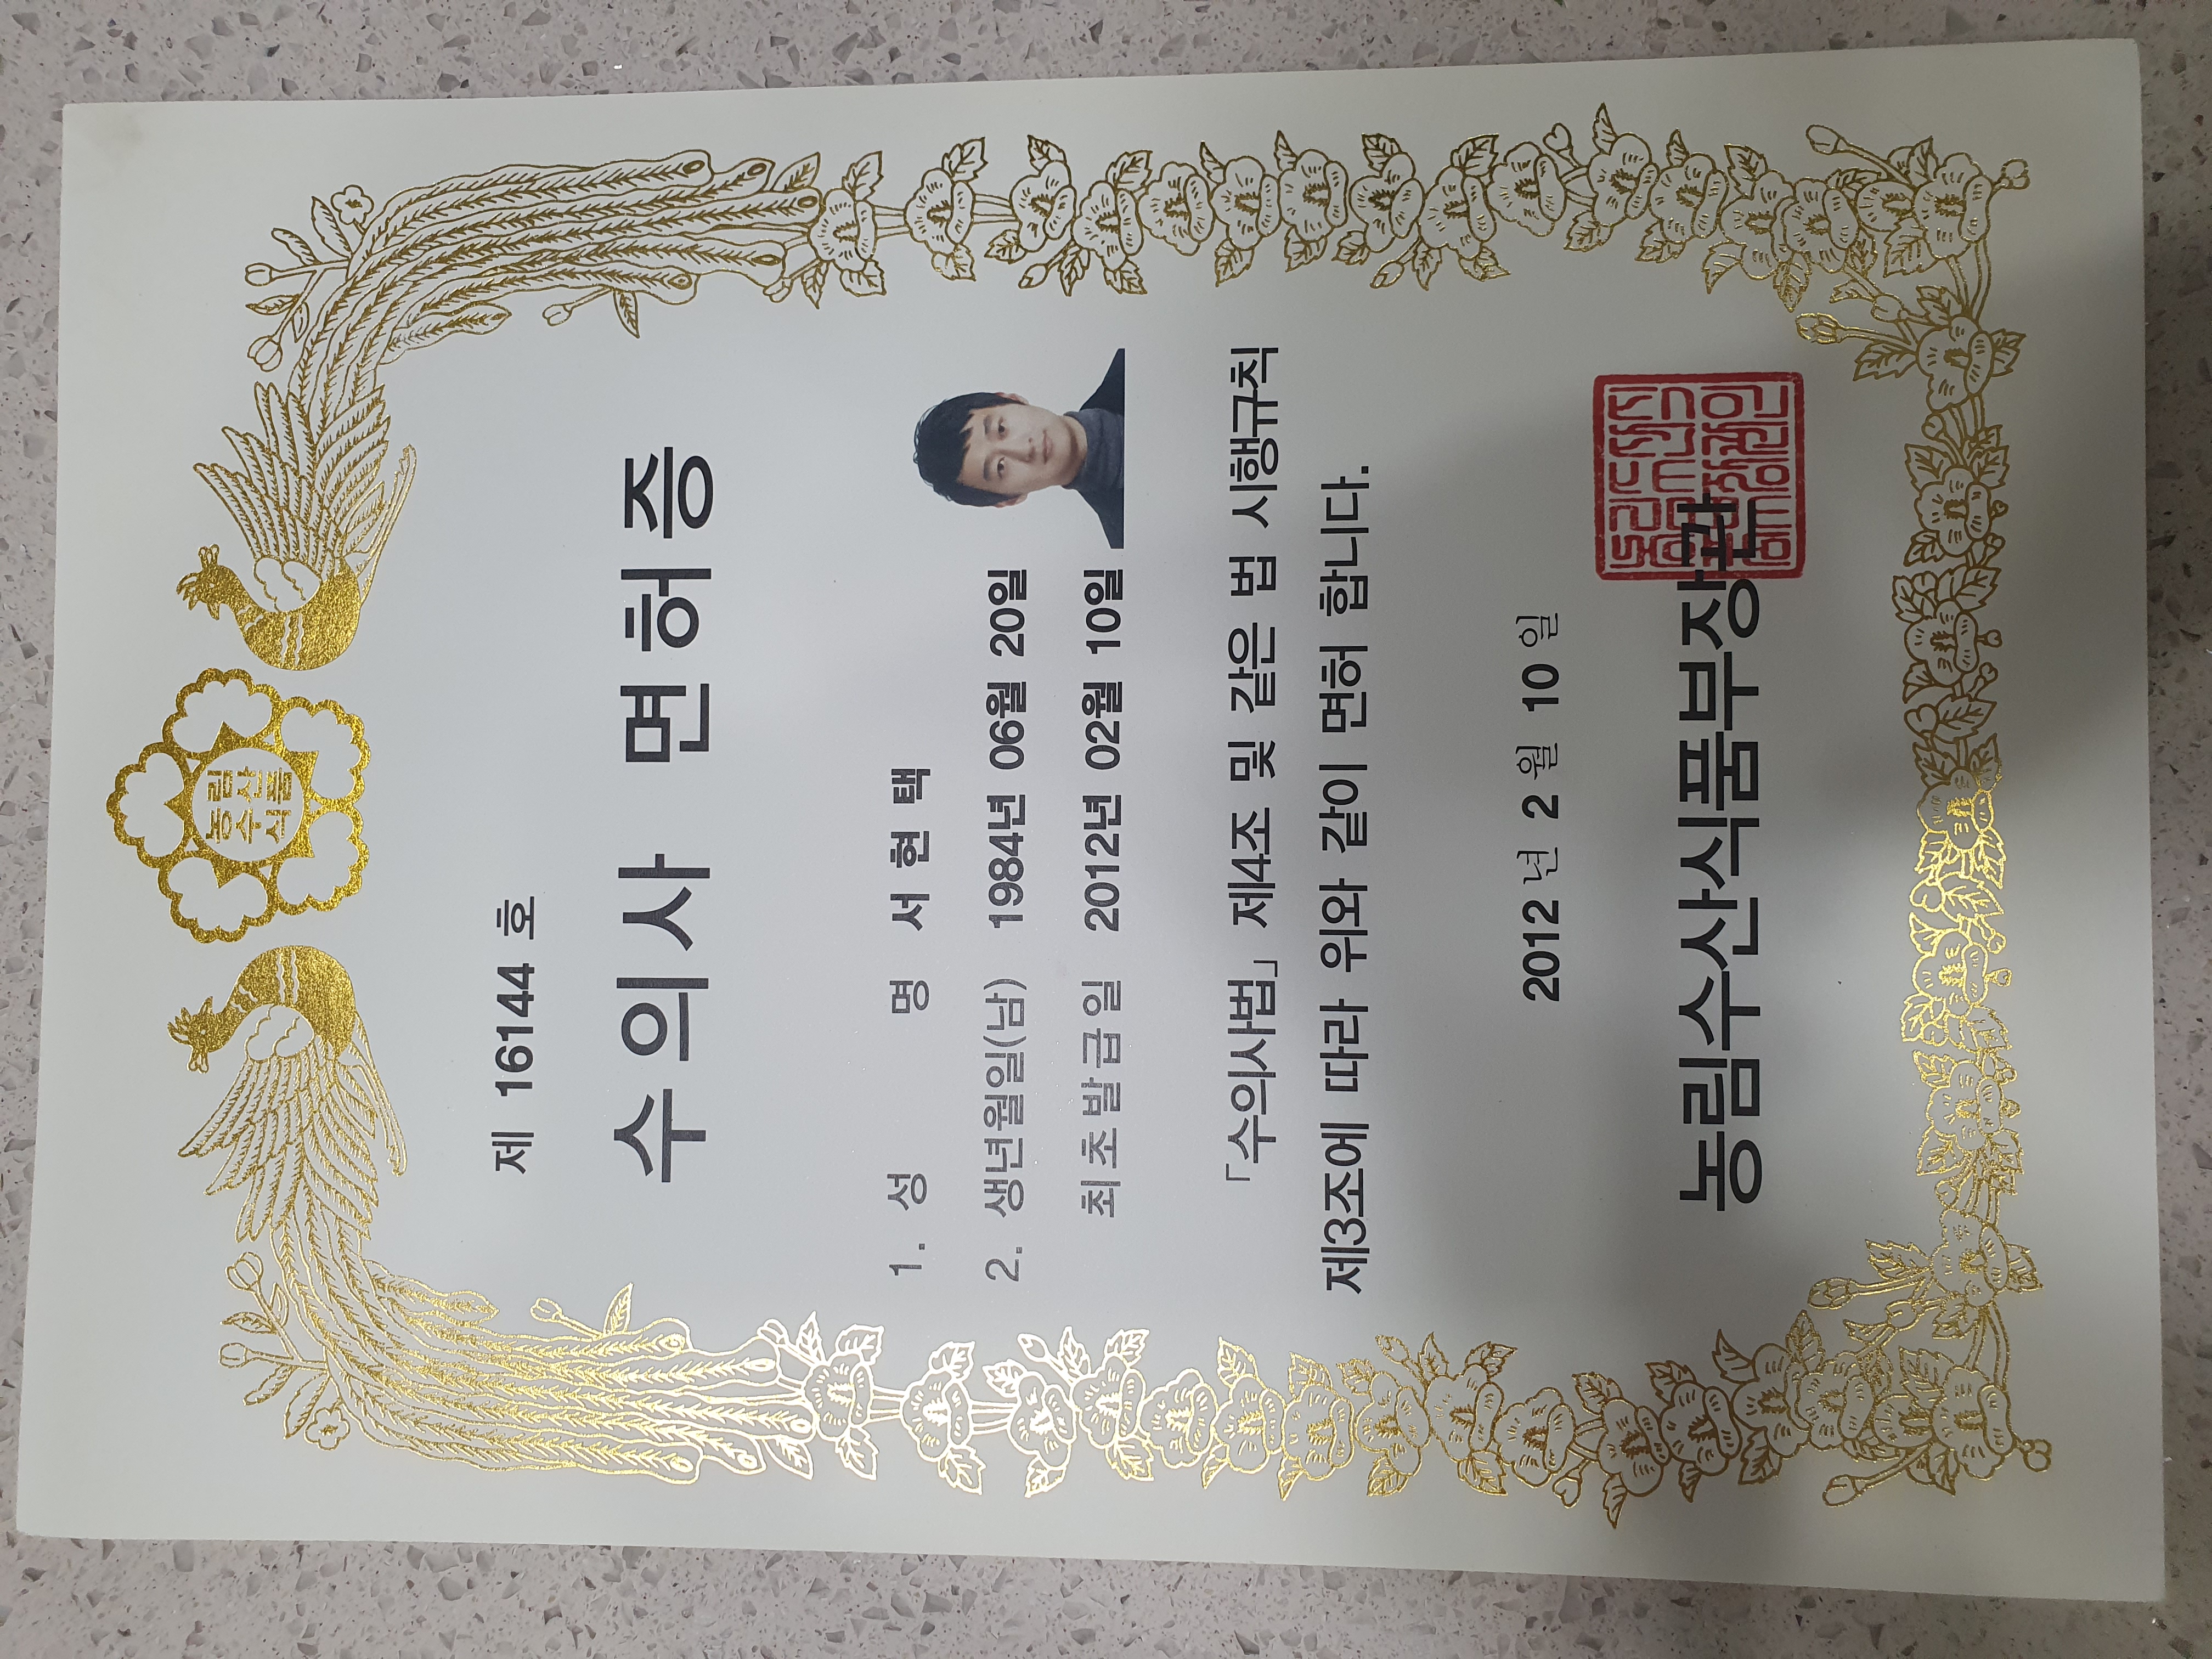 농림
수산
식품
제 16144 호
수의사 면허증
1. 성 명 서현택
2. 생년월일(남) 1984년 06월 20일
최초발급일 2012년 02월 10일
「수의사법」제4조 및 같은 법 시행규칙
제3조에 따라 위와 같이 면허 합니다.
2012 년 2 월 10 일
농림수산식품부장관
농림수산식
품부장관인